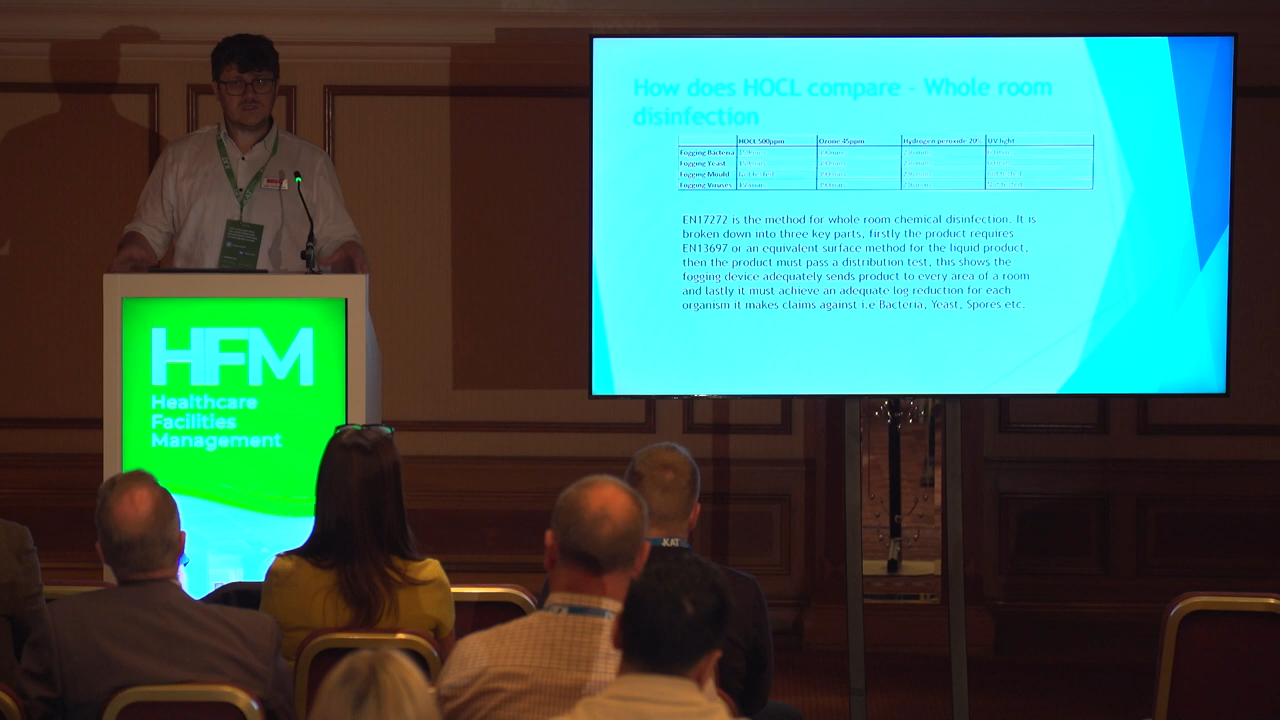 HFM
Healthcare
Facilities
Management
How does HOCL compare - Whole room
disinfection
HOCL 500ppm Ozone 45ppm Hydrogen peroxide 20% UV light
Fogging Bacteria
Fogging Yeast
Fogging Mould
Fogging Viruses
EN17272 is the method for whole room chemical disinfection. It is
broken down into three key parts, firstly the product requires
EN13697 or an equivalent surface method for the liquid product,
then the product must pass a distribution test, this shows the
fogging device adequately sends product to every area of a room
and lastly it must achieve an adequate log reduction for each
organism it makes claims against i.e Bacteria, Yeast, Spores etc.